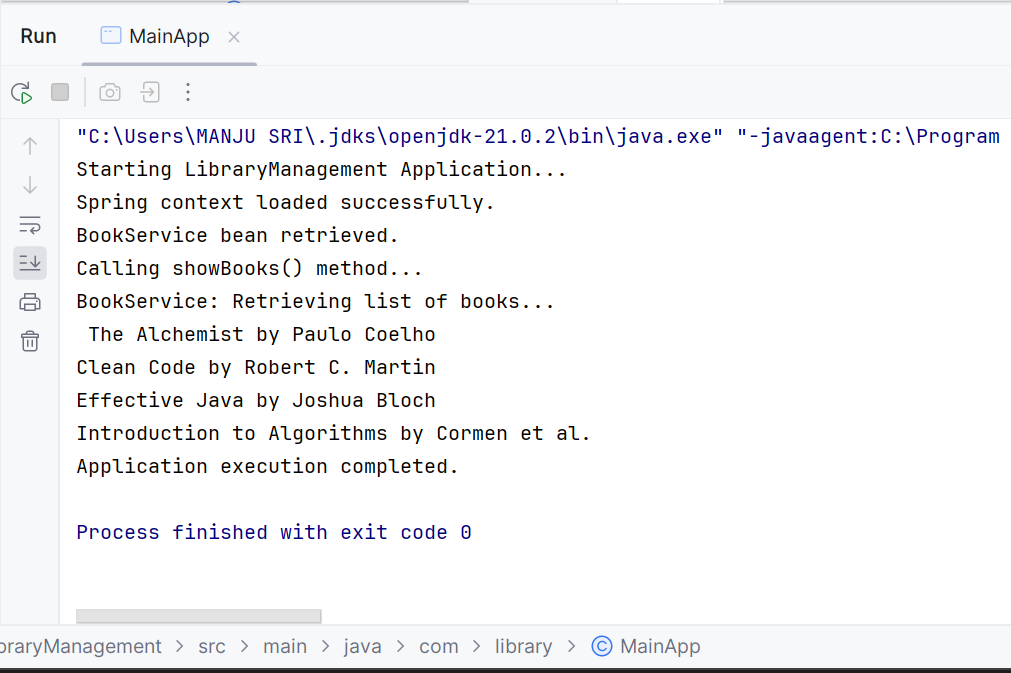 Run MainApp
"C:\Users\MANJU SRI\.jdks\openjdk-21.0.2\bin\java.exe" "-javaagent:C:\Program
Starting LibraryManagement Application...
Spring context loaded successfully.
BookService bean retrieved.
Calling showBooks() method...
BookService: Retrieving list of books...
 The Alchemist by Paulo Coelho
Clean Code by Robert C. Martin
Effective Java by Joshua Bloch
Introduction to Algorithms by Cormen et al.
Application execution completed.
Process finished with exit code 0
oraryManagement > src > main > java > com > library > © MainApp